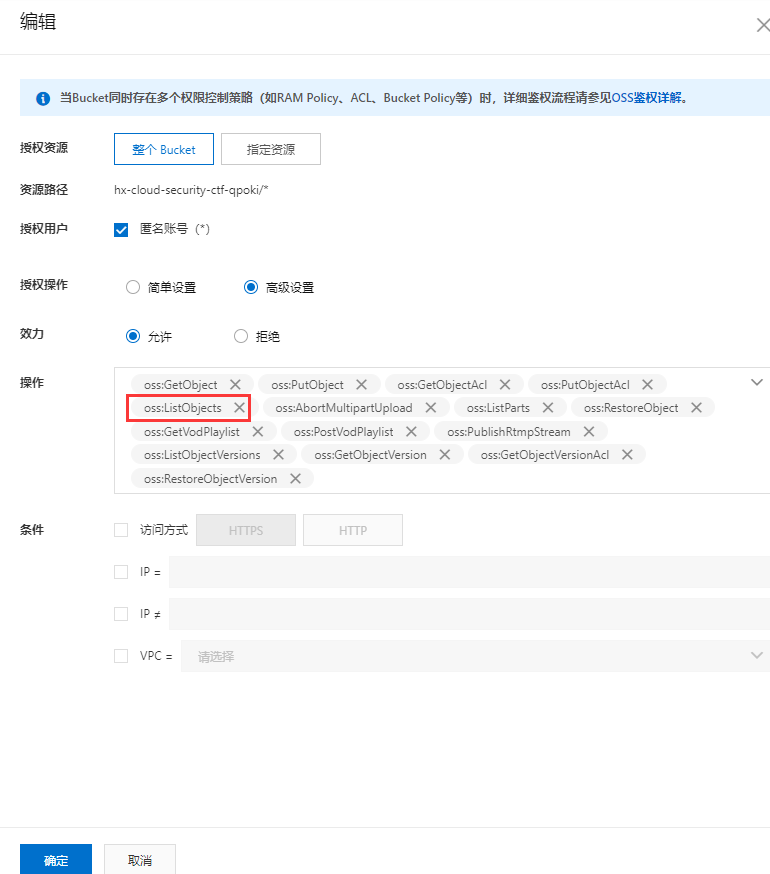 编辑
当Bucket同时存在多个权限控制策略（如RAM Policy、ACL、Bucket Policy等）时，详细鉴权流程请参见OSS鉴权详解。
授权资源 整个 Bucket 指定资源
资源路径 hx-cloud-security-ctf-qpoki/*
授权用户 匿名账号 (*)
授权操作 简单设置 高级设置
效力 允许 拒绝
操作 oss:GetObject oss:PutObject oss:GetObjectAcl oss:PutObjectAcl
oss:ListObjects oss:AbortMultipartUpload oss:ListParts oss:RestoreObject
oss:GetVodPlaylist oss:PostVodPlaylist oss:PublishRtmpStream
oss:ListObjectVersions oss:GetObjectVersion oss:GetObjectVersionAcl
oss:RestoreObjectVersion
条件 访问方式 HTTPS HTTP
IP =
IP ≠
VPC = 请选择
确定 取消